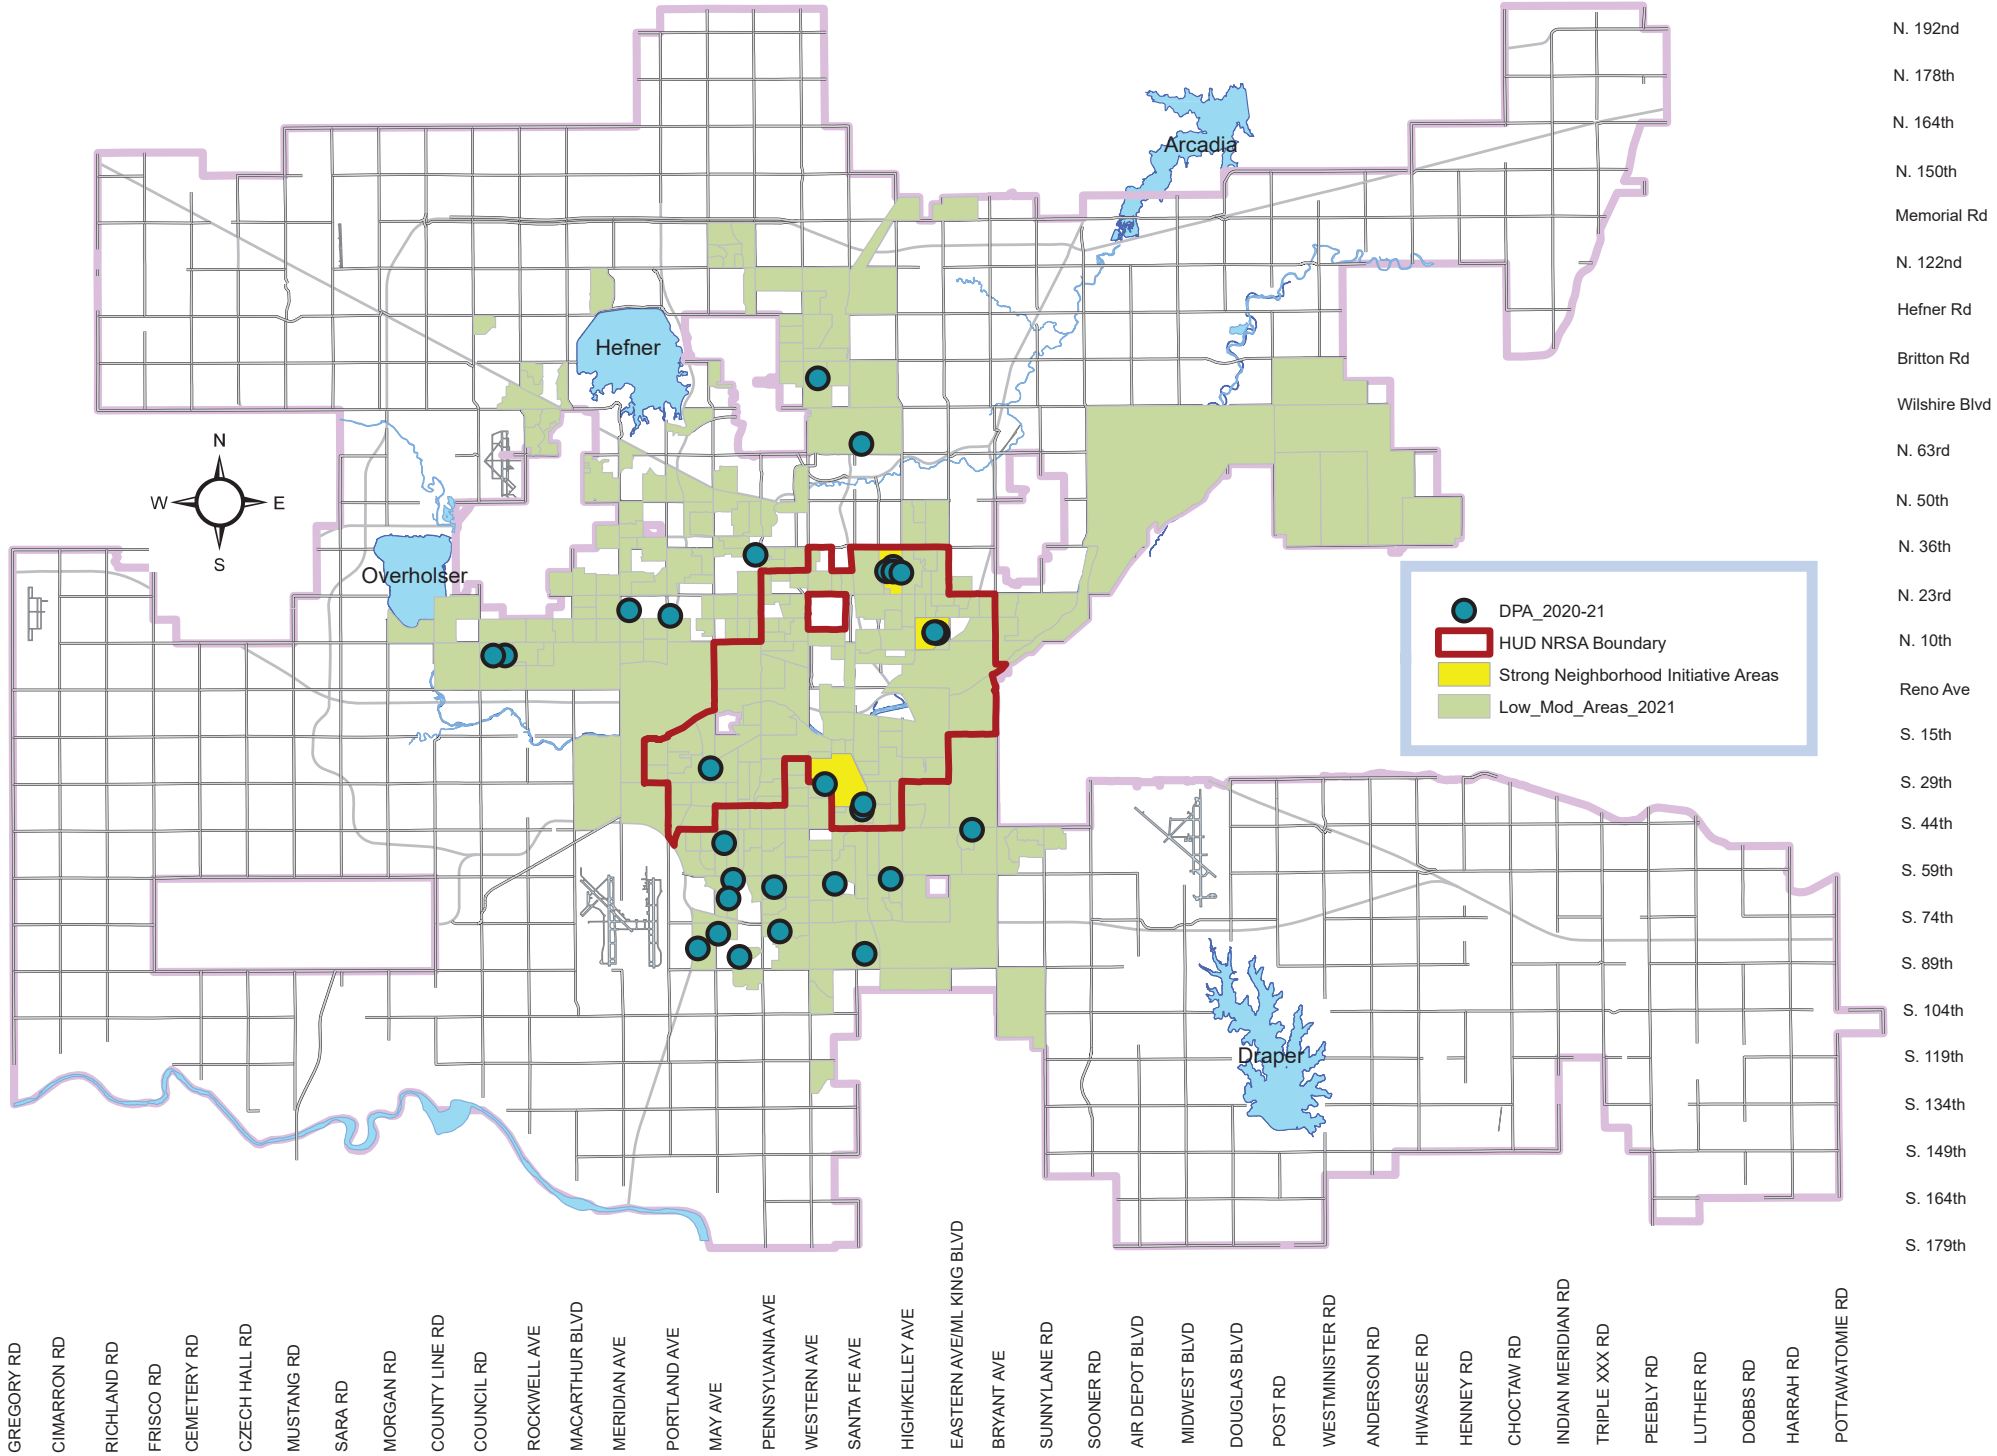 N. 192nd
N. 178th
N. 164th
Arcadia
N. 150th
Memorial Rd
N. 122nd
Hefner Rd
Hefner
Britton Rd
Wilshire Blvd
N
W E
S
N. 63rd
N. 50th
N. 36th
Overholser
N. 23rd
N. 10th
Reno Ave
S. 15th
S. 29th
S. 44th
S. 59th
S. 74th
S. 89th
S. 104th
Draper
S. 119th
S. 134th
S. 149th
S. 164th
S. 179th
DPA_2020-21
HUD NRSA Boundary
Strong Neighborhood Initiative Areas
Low_Mod_Areas_2021
GREGORY RD
CIMARRON RD
RICHLAND RD
FRISCO RD
CEMETERY RD
CZECH HALL RD
MUSTANG RD
SARA RD
MORGAN RD
COUNTY LINE RD
COUNCIL RD
ROCKWELL AVE
MACARTHUR BLVD
MERIDIAN AVE
PORTLAND AVE
MAY AVE
PENNSYLVANIA AVE
WESTERN AVE
SANTA FE AVE
HIGH/KELLEY AVE
EASTERN AVE/ML KING BLVD
BRYANT AVE
SUNNYLANE RD
SOONER RD
AIR DEPOT BLVD
MIDWEST BLVD
DOUGLAS BLVD
POST RD
WESTMINISTER RD
ANDERSON RD
HIWASSEE RD
HENNEY RD
CHOCTAW RD
INDIAN MERIDIAN RD
TRIPLE XXX RD
PEEBLY RD
LUTHER RD
DOBBS RD
HARRAH RD
POTTAWATOMIE RD